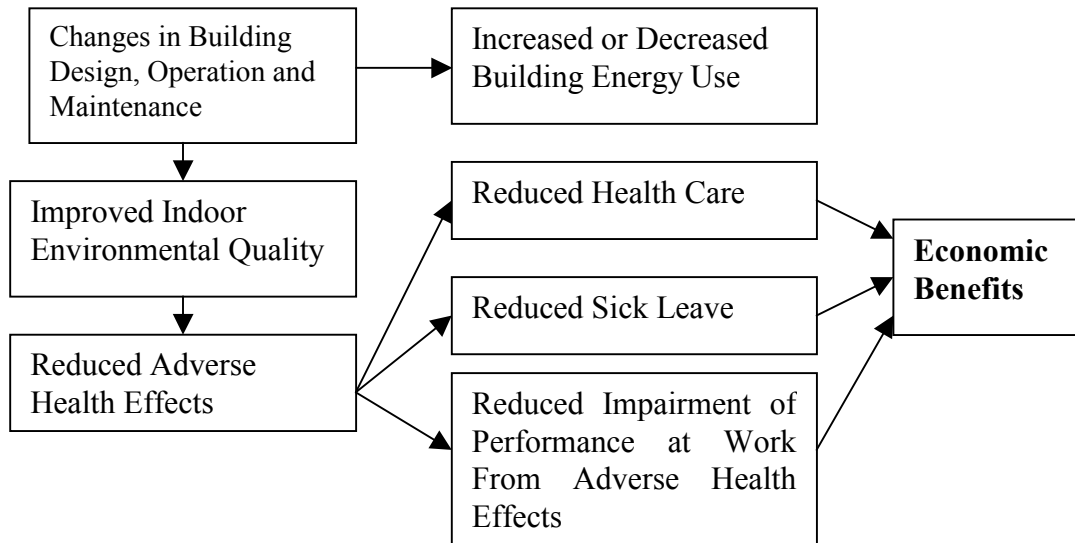 Changes in Building
Design, Operation and
Maintenance
Increased or Decreased
Building Energy Use
Improved Indoor
Environmental Quality
Reduced Health Care
Economic
Benefits
Reduced Sick Leave
Reduced Adverse
Health Effects
Reduced Impairment of
Performance at Work
From Adverse Health
Effects